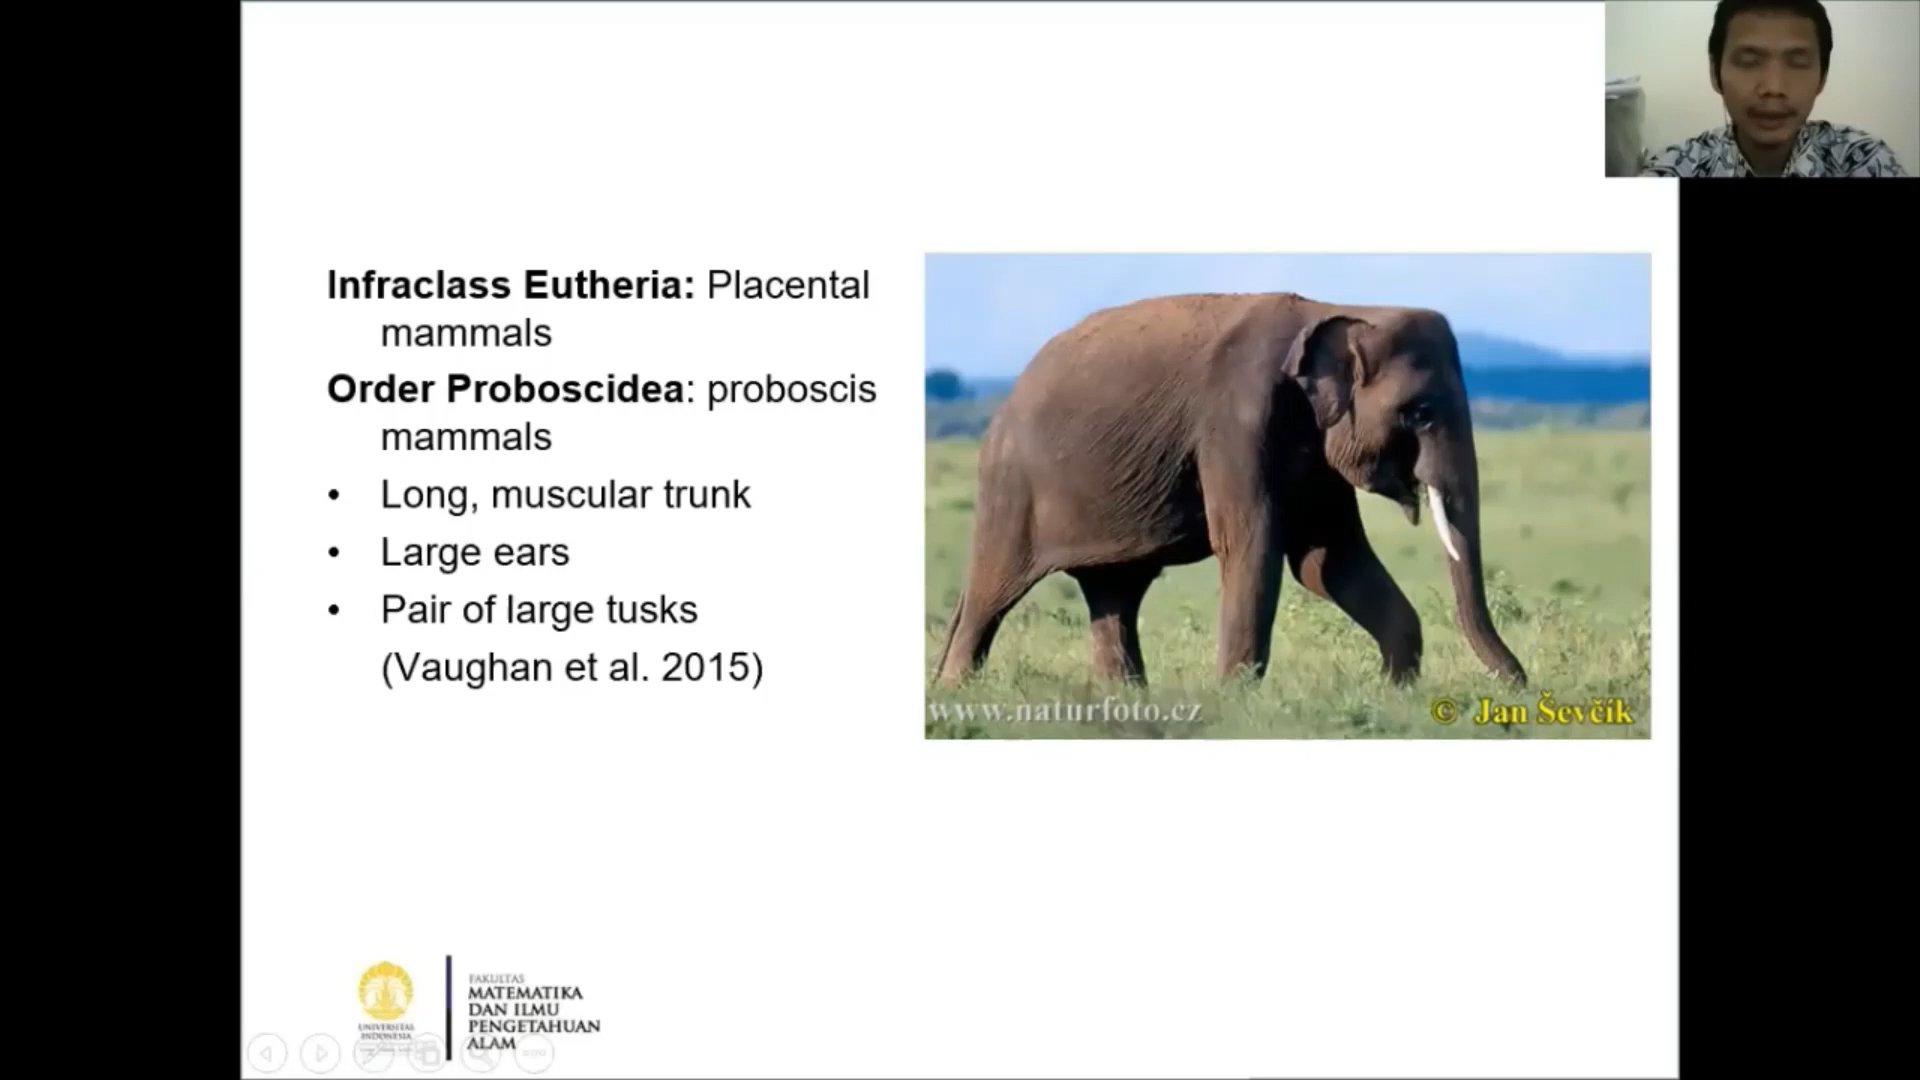 Infraclass Eutheria: Placental
mammals
Order Proboscidea: proboscis
mammals
• Long, muscular trunk
• Large ears
• Pair of large tusks
(Vaughan et al. 2015)
www.naturfoto.cz
© Jan Ševčík
UNIVERSITAS
INDONESIA
FAKULTAS
MATEMATIKA
DAN ILMU
PENGETAHUAN
ALAM